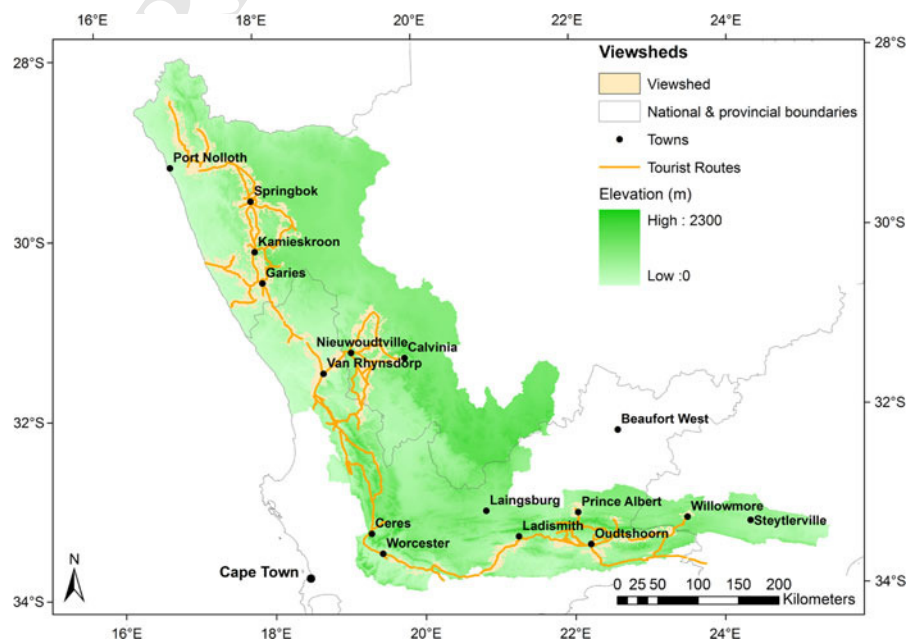 16°E 18°E 20°E 22°E 24°E
28°S 28°S
Viewsheds
Viewshed
National & provincial boundaries
Towns
Tourist Routes
Elevation (m)
High : 2300
Low :0
Port Nolloth
Springbok
30°S 30°S
Kamieskroon
Garies
Nieuwoudtville
Calvinia
Van Rhynsdorp
32°S 32°S
Beaufort West
Laingsburg
Prince Albert
Willowmore
Steytlerville
Ceres
Ladismith
Oudtshoorn
Worcester
N
Cape Town
0 25 50 100 150 200
Kilometers
34°S 34°S
16°E 18°E 20°E 22°E 24°E